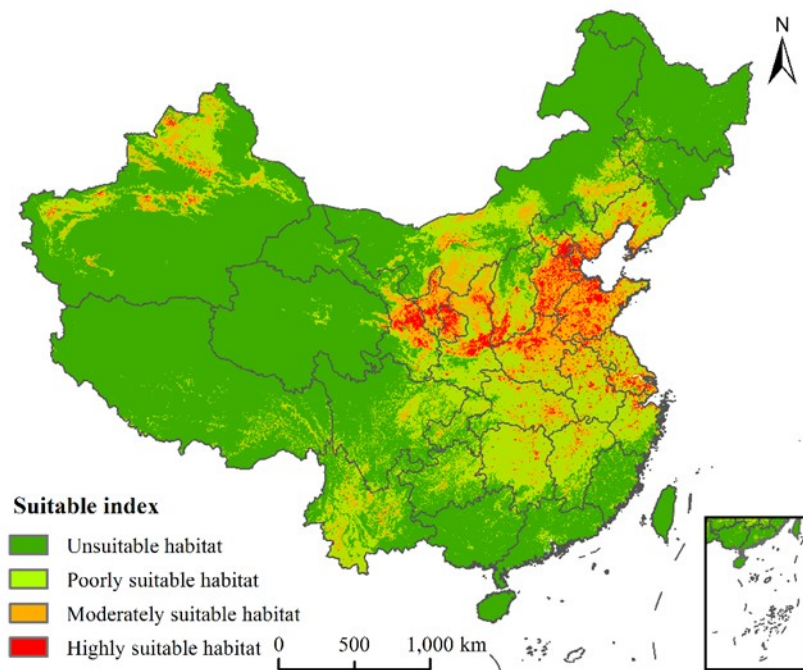 N
Suitable index
Unsuitable habitat
Poorly suitable habitat
Moderately suitable habitat
Highly suitable habitat
0 500 1,000 km